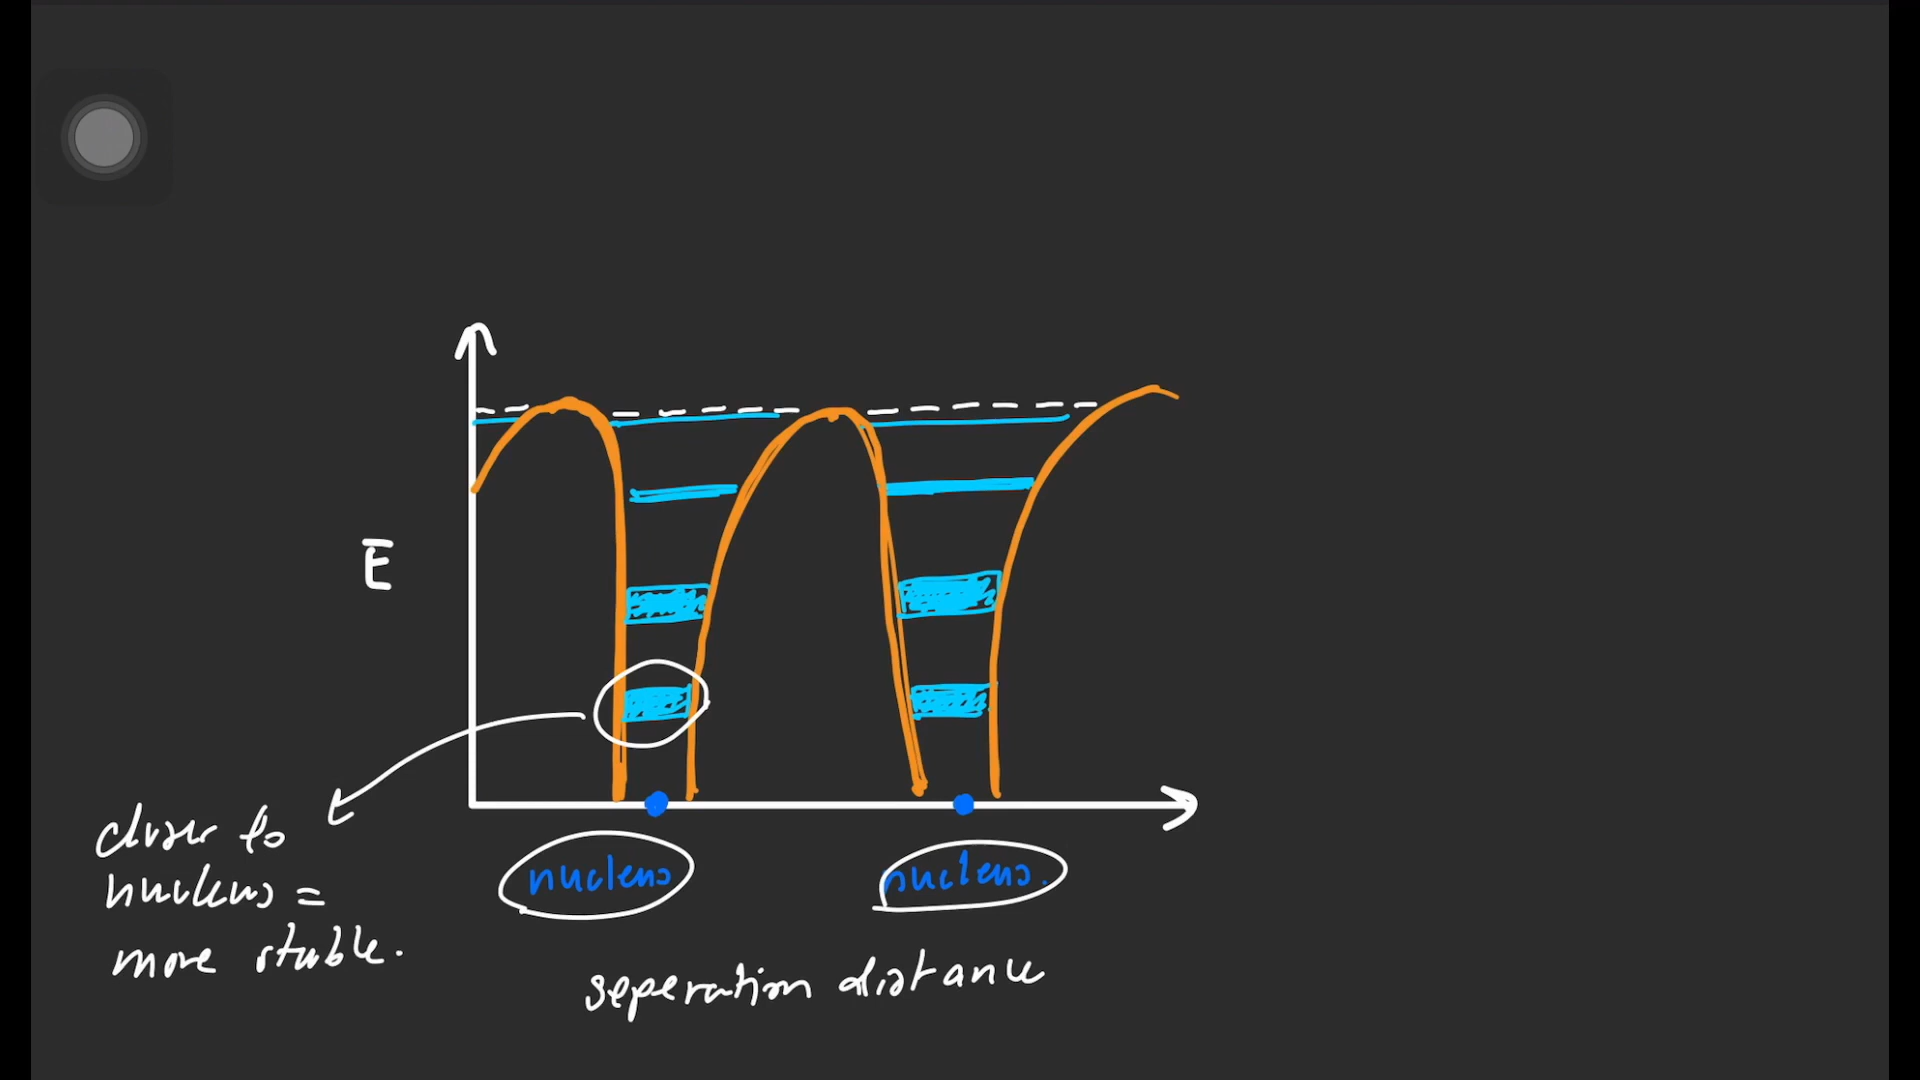 E
nucleus
nucleus.
closer to
nucleus =
more stable.
seperation distance